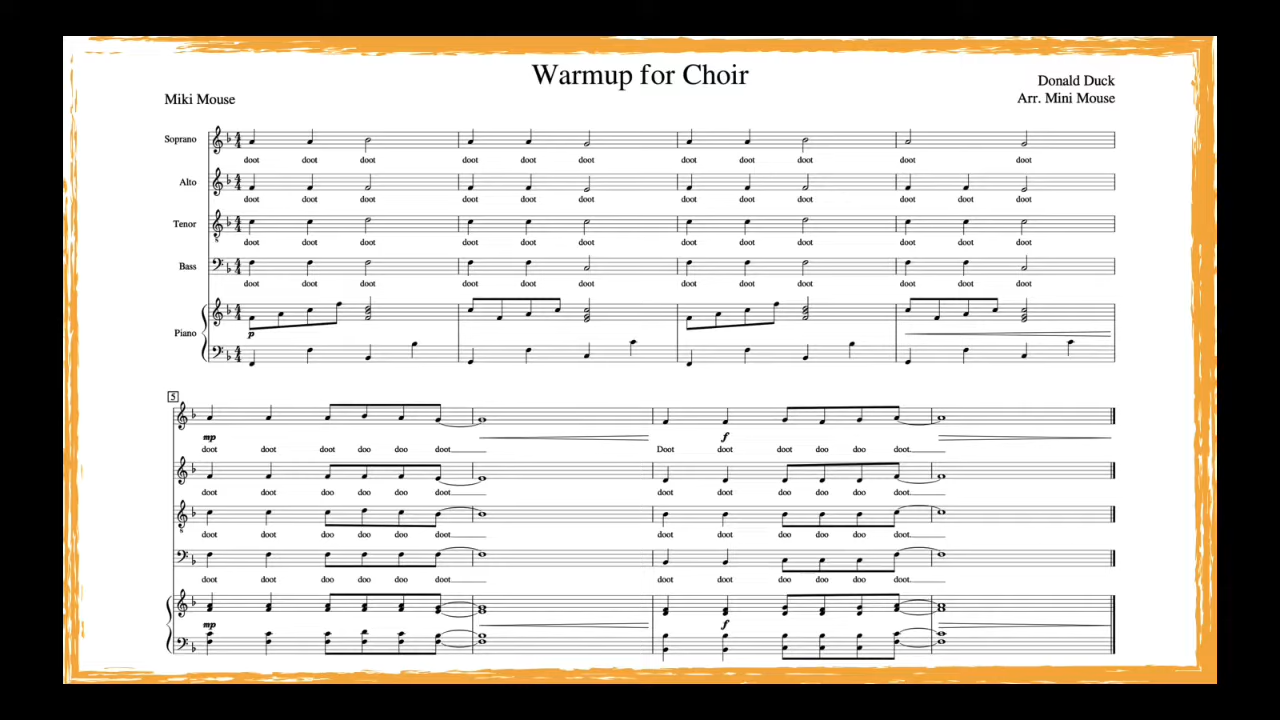 Warmup for Choir
Miki Mouse
Donald Duck
Arr. Mini Mouse
Soprano
doot doot doot doot doot doot doot doot doot doot doot
Alto
doot doot doot doot doot doot doot doot doot doot doot doot
Tenor
doot doot doot doot doot doot doot doot doot doot doot doot
Bass
doot doot doot doot doot doot doot doot doot doot doot doot
Piano
p
5
mp
doot doot doot doo doot doot
f
Doot doot doot doo doo doot.
doot doot doo doo doo doot doot doot doo doo doo doot.
doot doot doo doo doo doot doot doot doo doo doo doot.
doot doot doo doo doo doot doot doot doo doo doo doot.
mp f